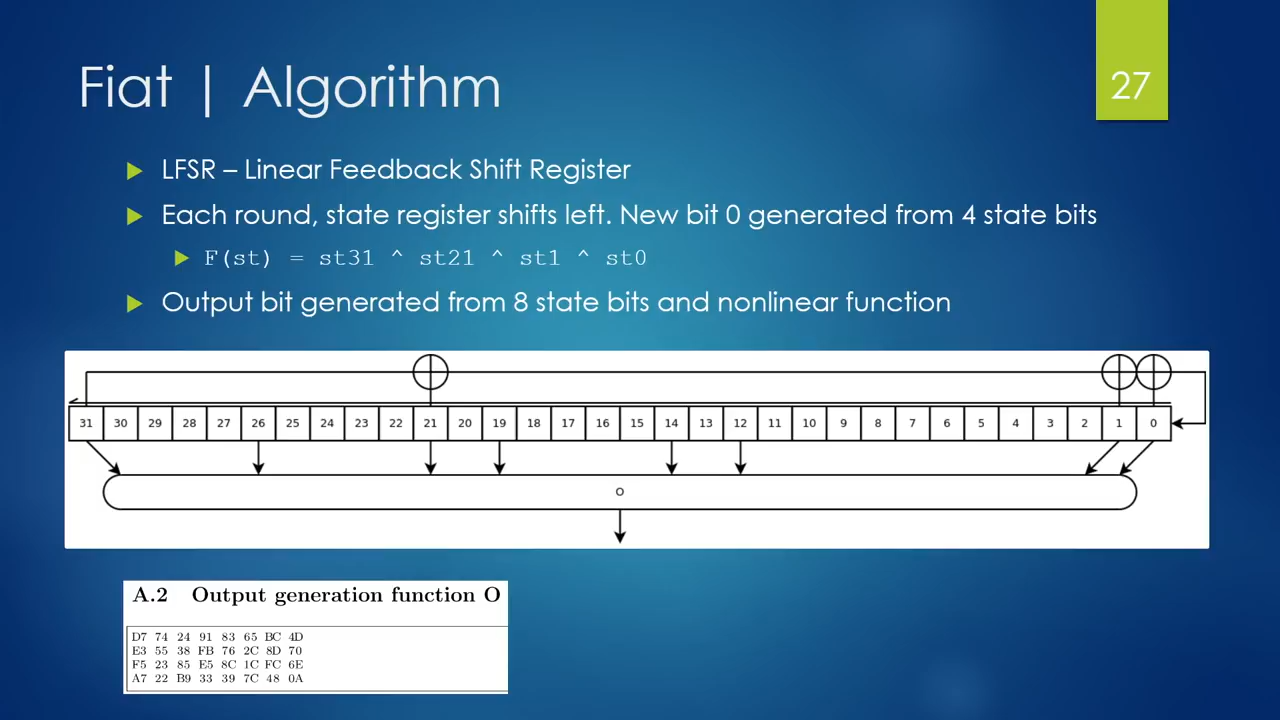 Fiat | Algorithm
27
LFSR – Linear Feedback Shift Register
Each round, state register shifts left. New bit 0 generated from 4 state bits
F(st) = st31 ^ st21 ^ st1 ^ st0
Output bit generated from 8 state bits and nonlinear function
31 30 29 28 27 26 25 24 23 22 21 20 19 18 17 16 15 14 13 12 11 10 9 8 7 6 5 4 3 2 1 0
O
A.2 Output generation function O
D7 74 24 91 83 65 BC 4D
E3 55 38 FB 76 2C 8D 70
F5 23 85 E5 8C 1C FC 6E
A7 22 B9 33 39 7C 48 0A